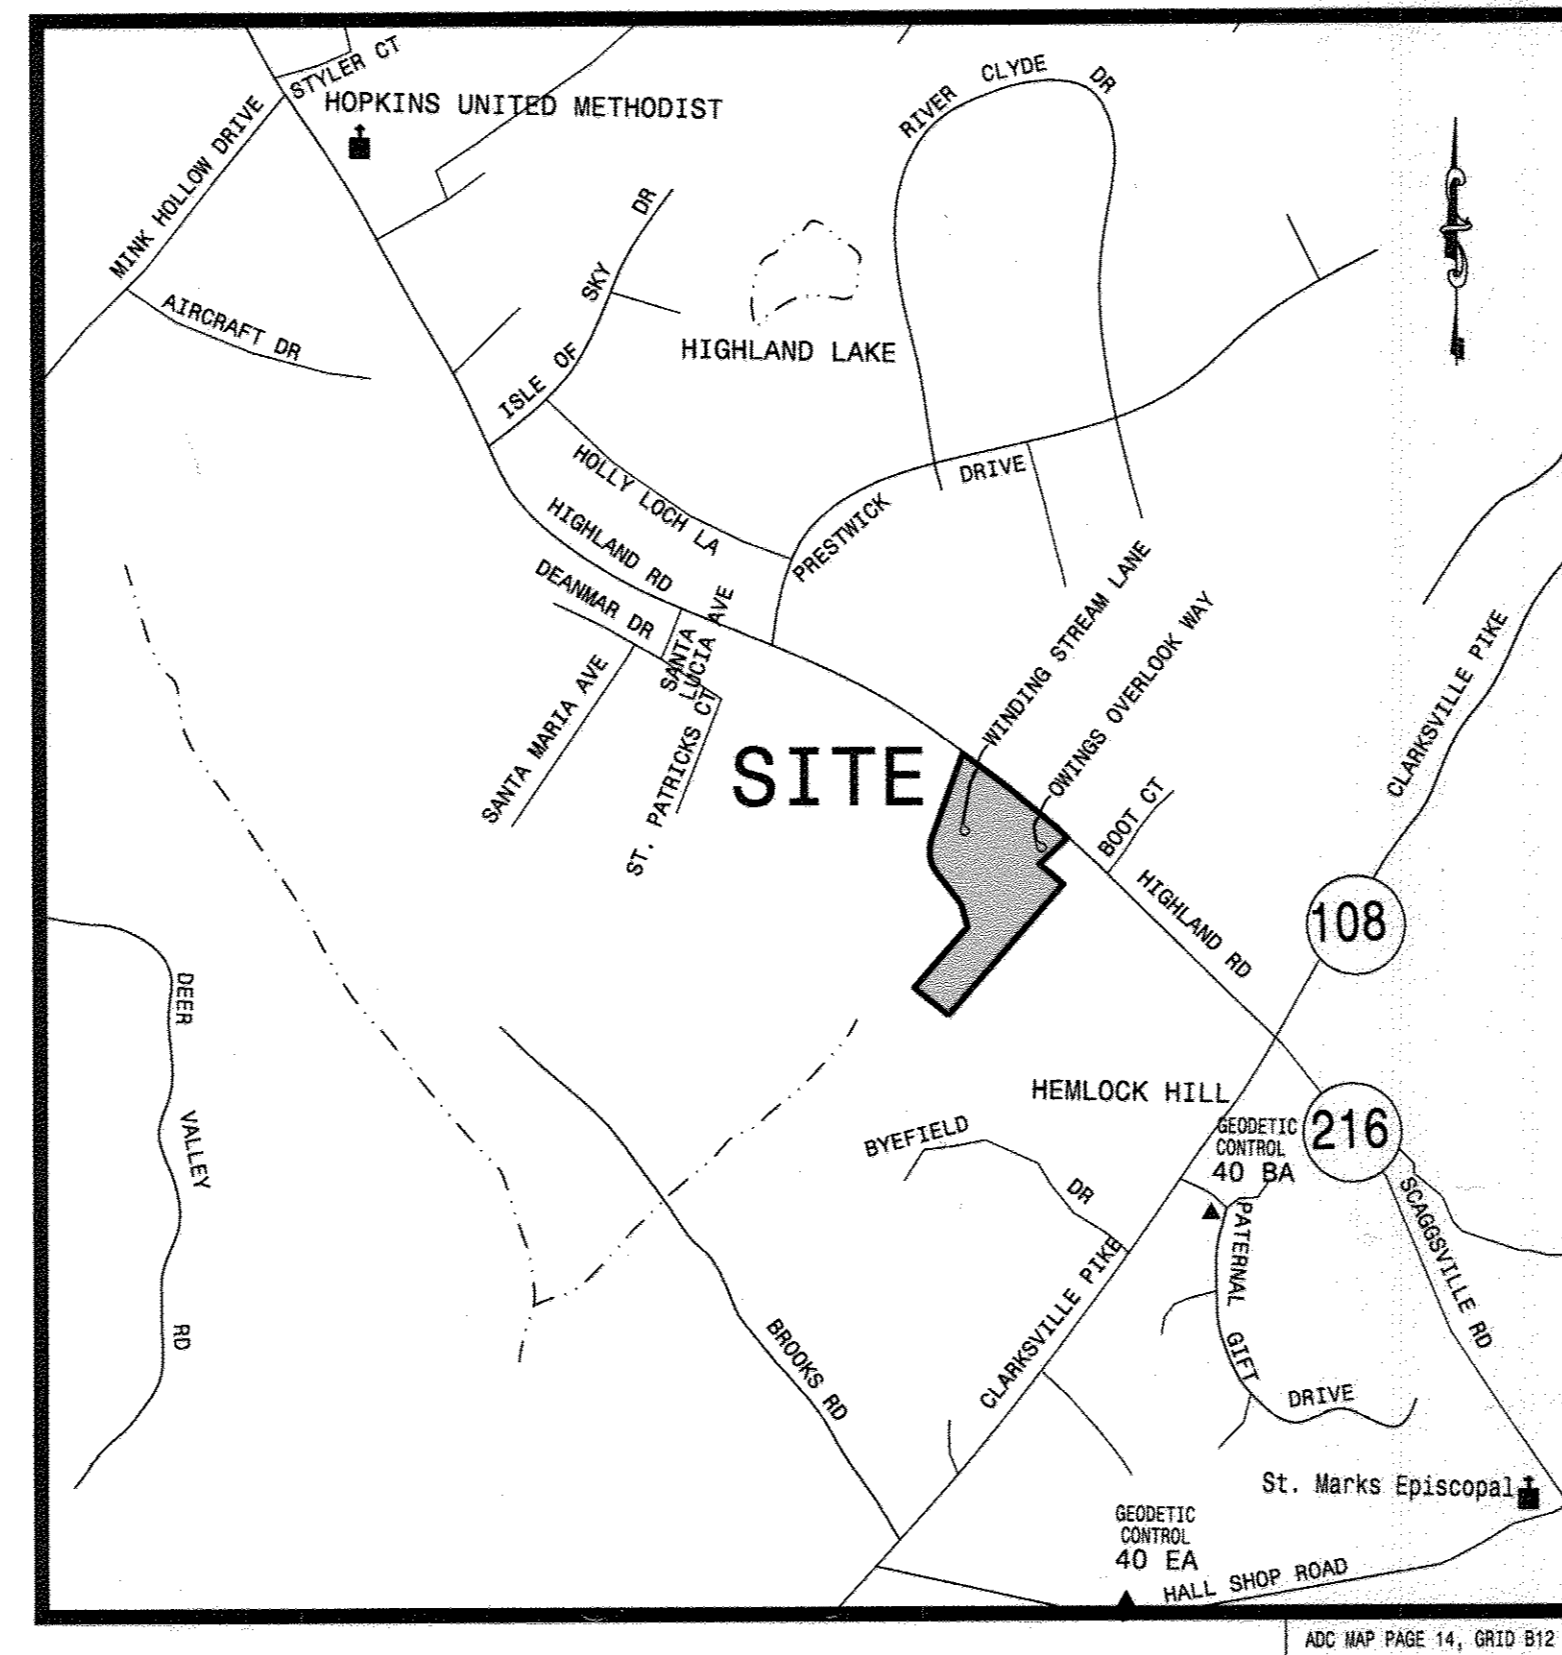 STYLER CT
HOPKINS UNITED METHODIST
MINK HOLLOW DRIVE
AIRCRAFT DR
RIVER CLYDE DR
ISLE OF SKY DR
HIGHLAND LAKE
HOLLY LOCH LA
HIGHLAND RD
PRESTWICK DRIVE
DEANMAR DR
SANTA
LUCIA AVE
SANTA MARIA AVE
ST. PATRICKS CT
SITE
WINDING STREAM LANE
OWINGS OVERLOOK WAY
BOOT CT
CLARKSVILLE PIKE
HIGHLAND RD
108
DEER VALLEY RD
HEMLOCK HILL
BYEFIELD DR
GEODETIC
CONTROL
40 BA
216
SCAGGSVILLE RD
PATERNAL GIFT DRIVE
CLARKSVILLE PIKE
BROOKS RD
St. Marks Episcopal
GEODETIC
CONTROL
40 EA
HALL SHOP ROAD
ADC MAP PAGE 14, GRID B12